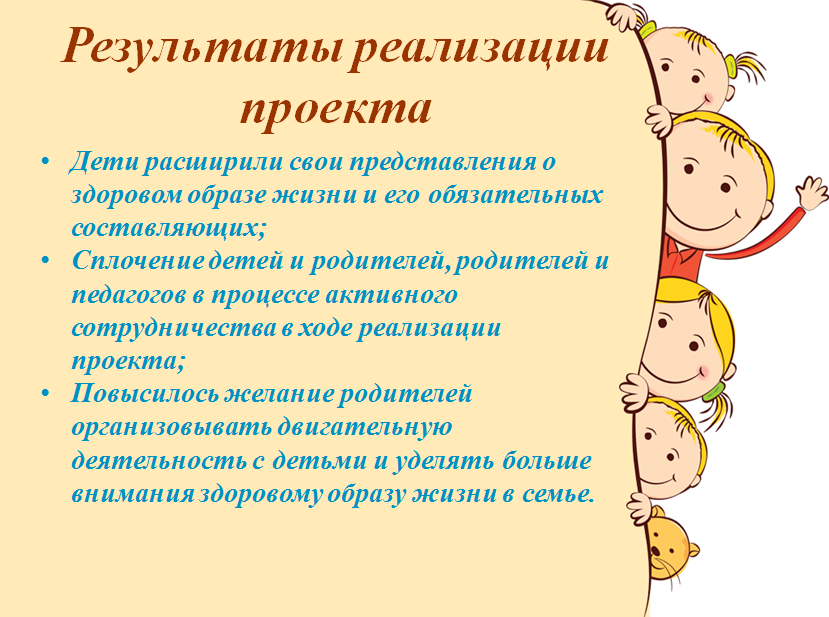 Результаты реализации
проекта
• Дети расширили свои представления о
здоровом образе жизни и его обязательных
составляющих;
• Сплочение детей и родителей, родителей и
педагогов в процессе активного
сотрудничества в ходе реализации
проекта;
• Повысилось желание родителей
организовывать двигательную
деятельность с детьми и уделять больше
внимания здоровому образу жизни в семье.